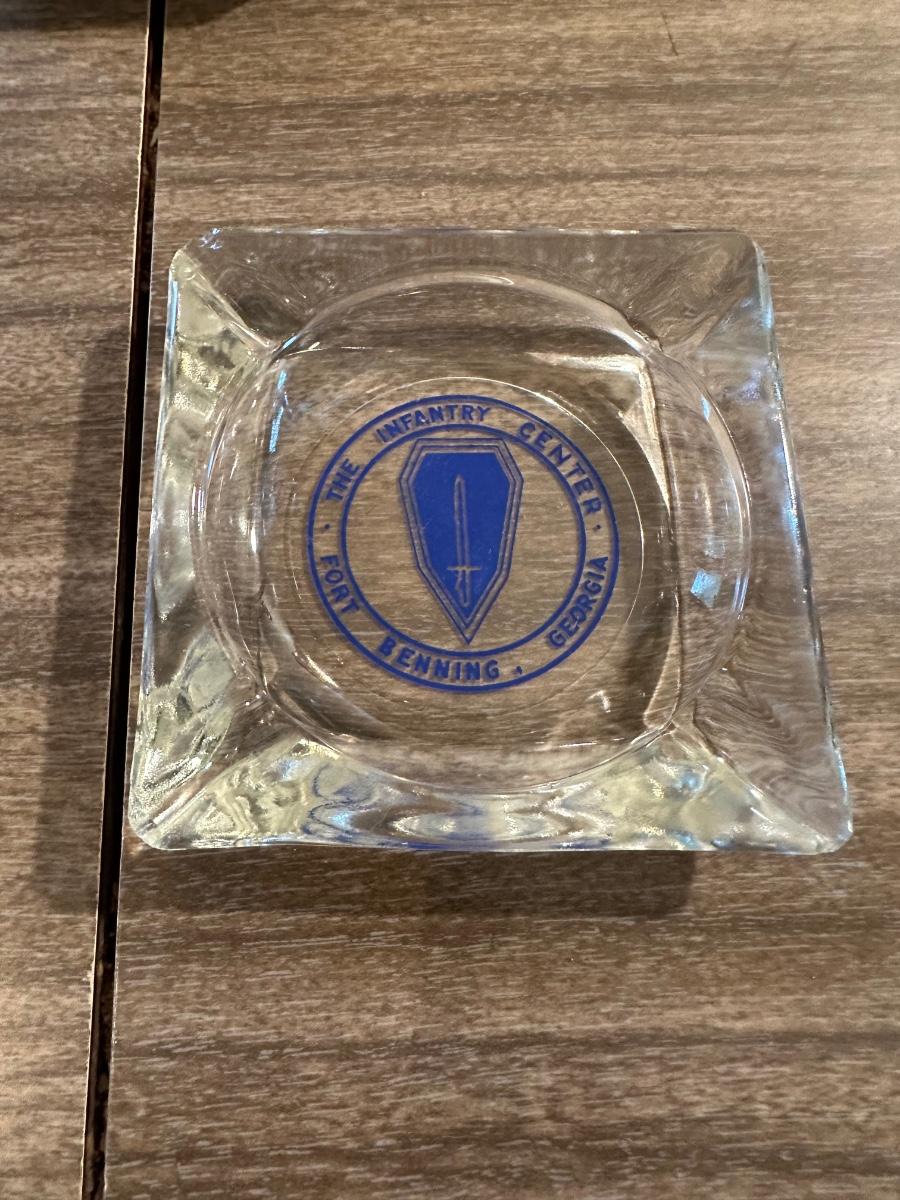 · THE INFANTRY CENTER ·
FORT BENNING , GEORGIA